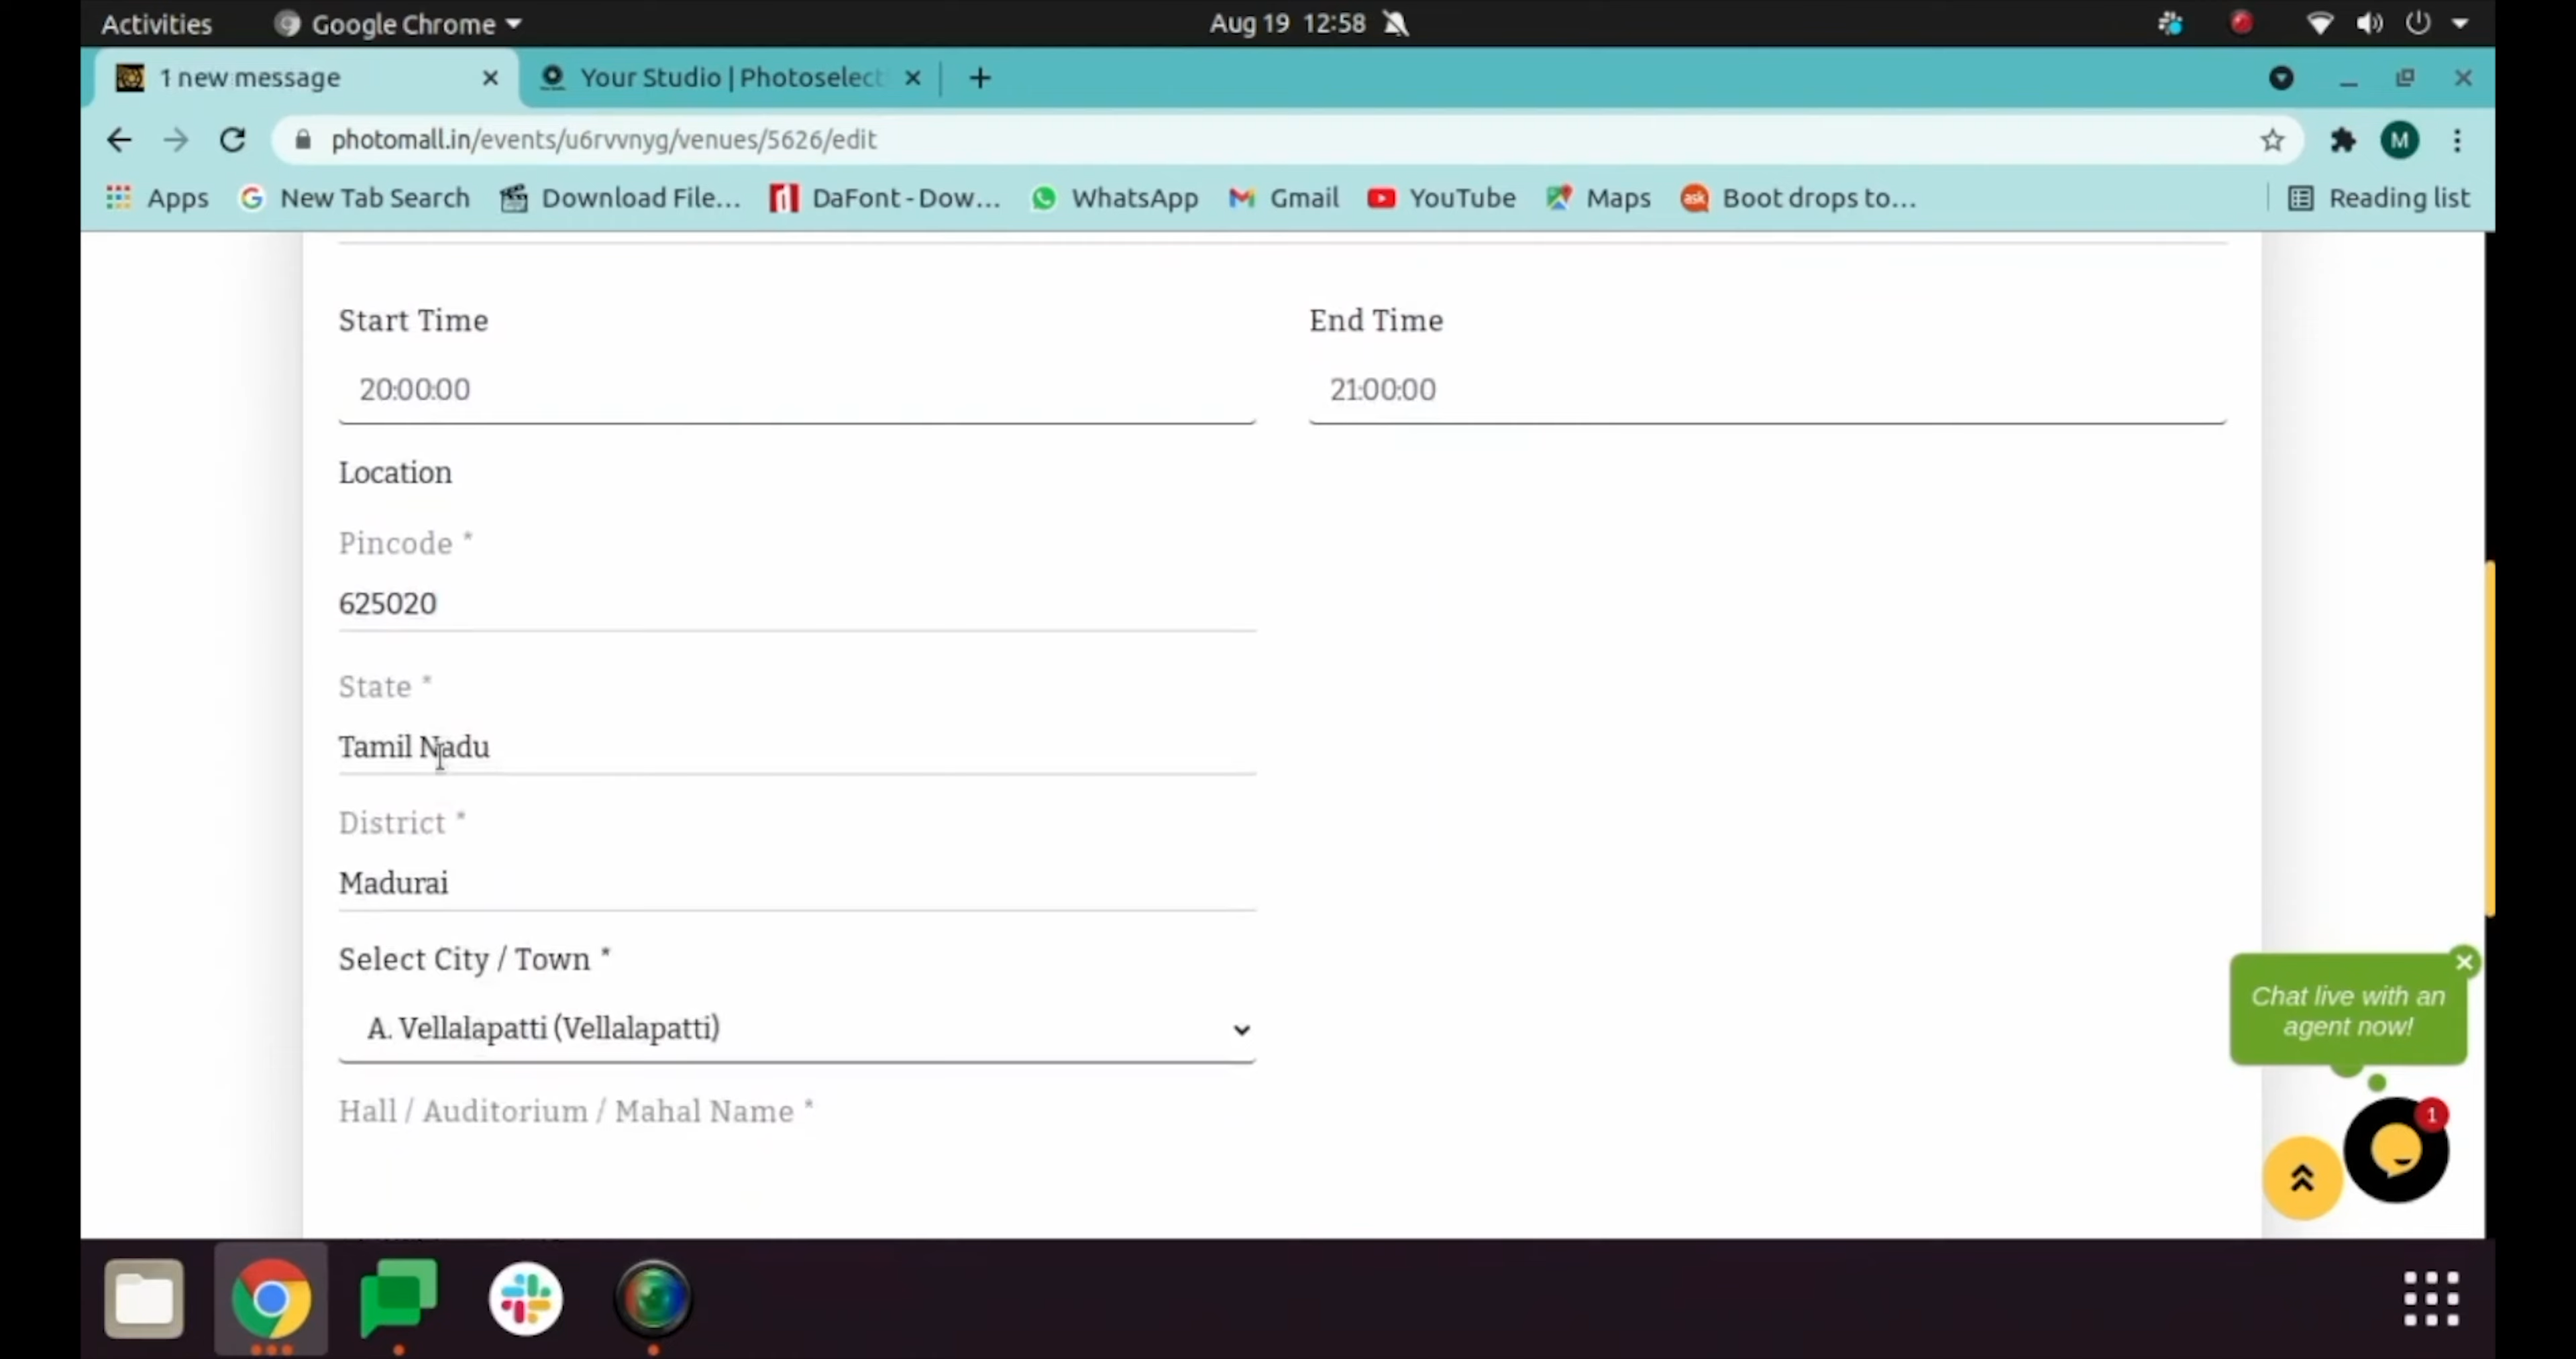 Activities Google Chrome Aug 19 12:58
1 new message Your Studio | Photoselect
photomall.in/events/u6rvvnyg/venues/5626/edit M
Apps New Tab Search Download File... DaFont - Dow... WhatsApp Gmail YouTube Maps ask Boot drops to... Reading list
Start Time End Time
20:00:00 21:00:00
Location
Pincode *
625020
State *
Tamil Nadu
District *
Madurai
Select City / Town *
A. Vellalapatti (Vellalapatti)
Hall / Auditorium / Mahal Name *
Chat live with an
agent now!
1